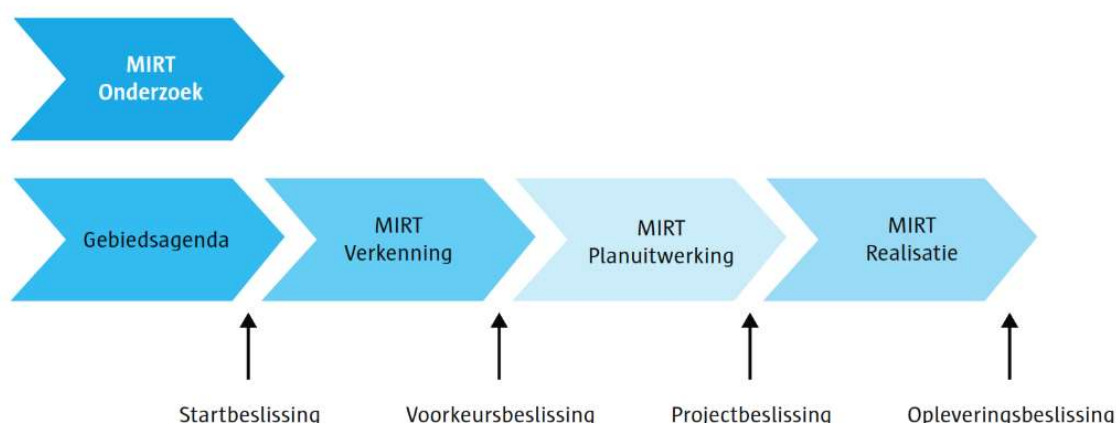 MIRT
Onderzoek
Gebiedsagenda
MIRT
Verkenning
MIRT
Planuitwerking
MIRT
Realisatie
Startbeslissing
Voorkeursbeslissing
Projectbeslissing
Opleveringsbeslissing